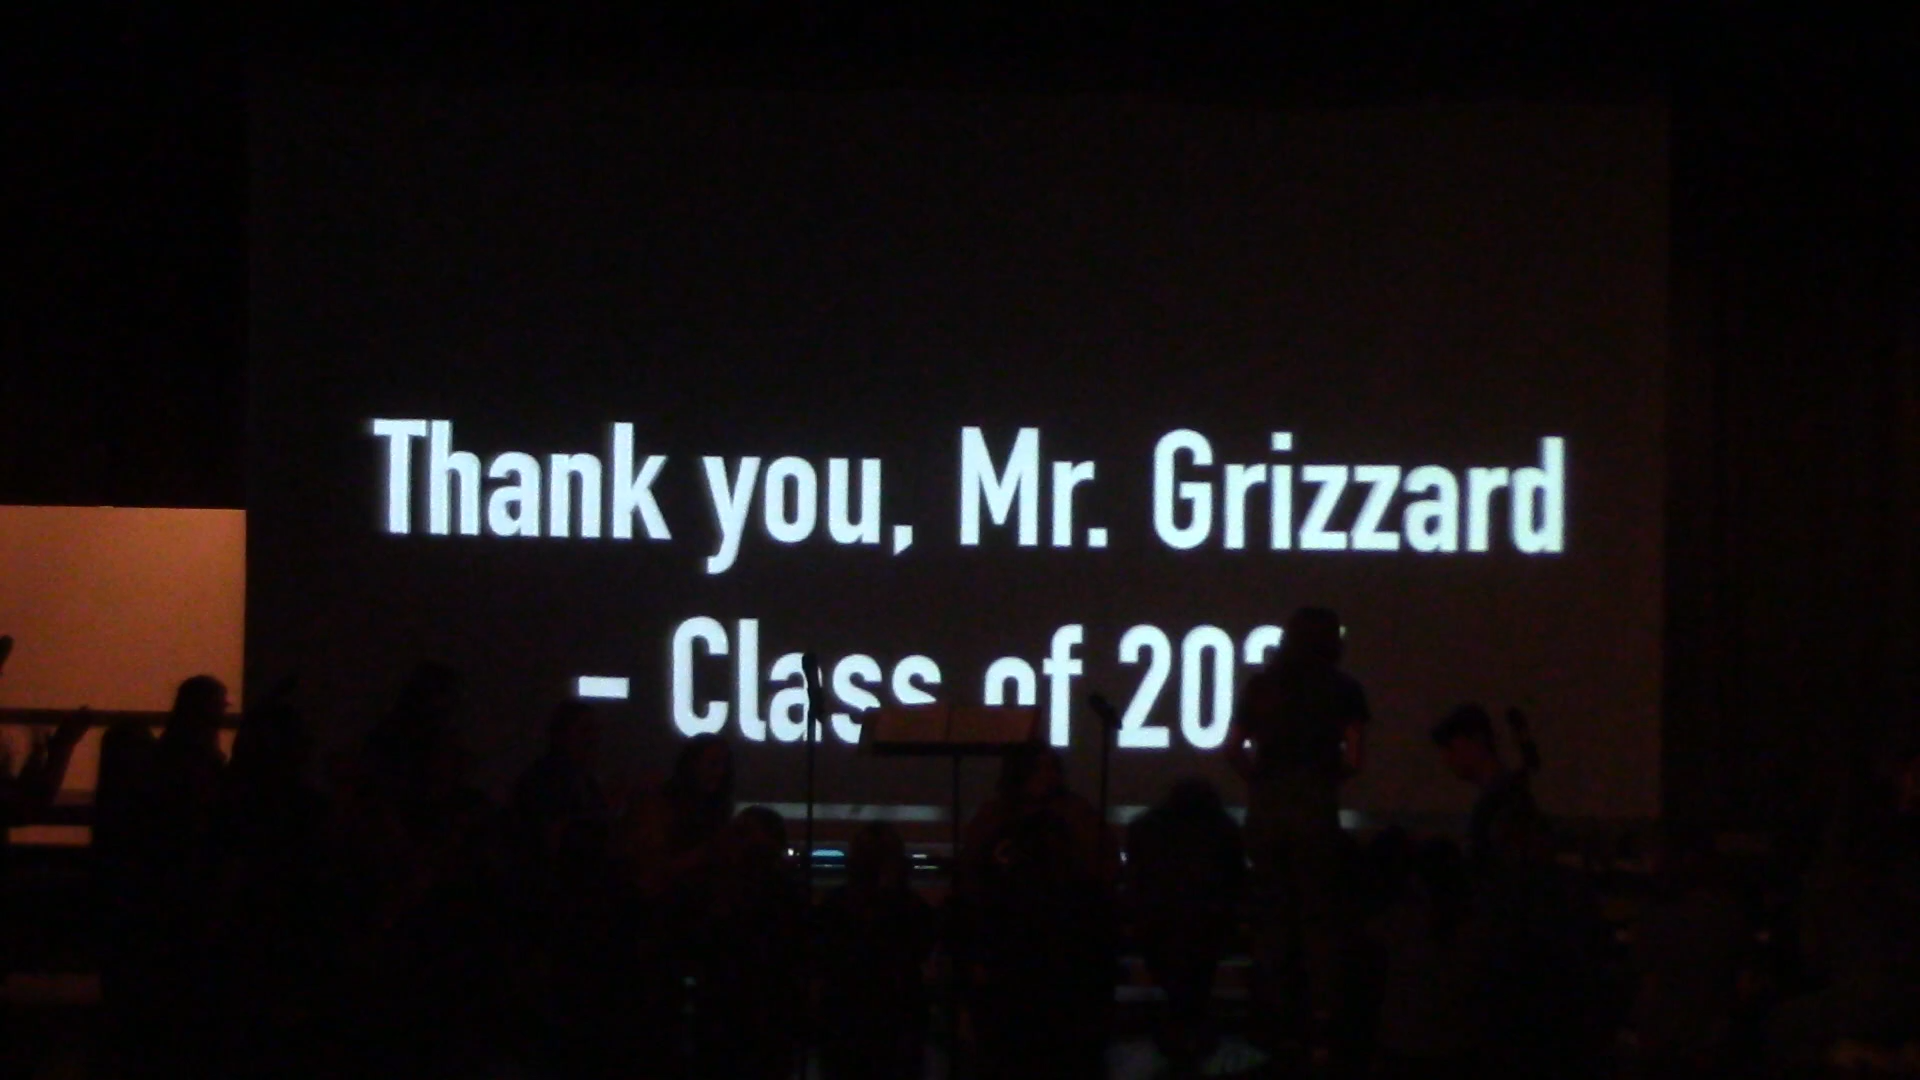 Thank you, Mr. Grizzard
– Class of